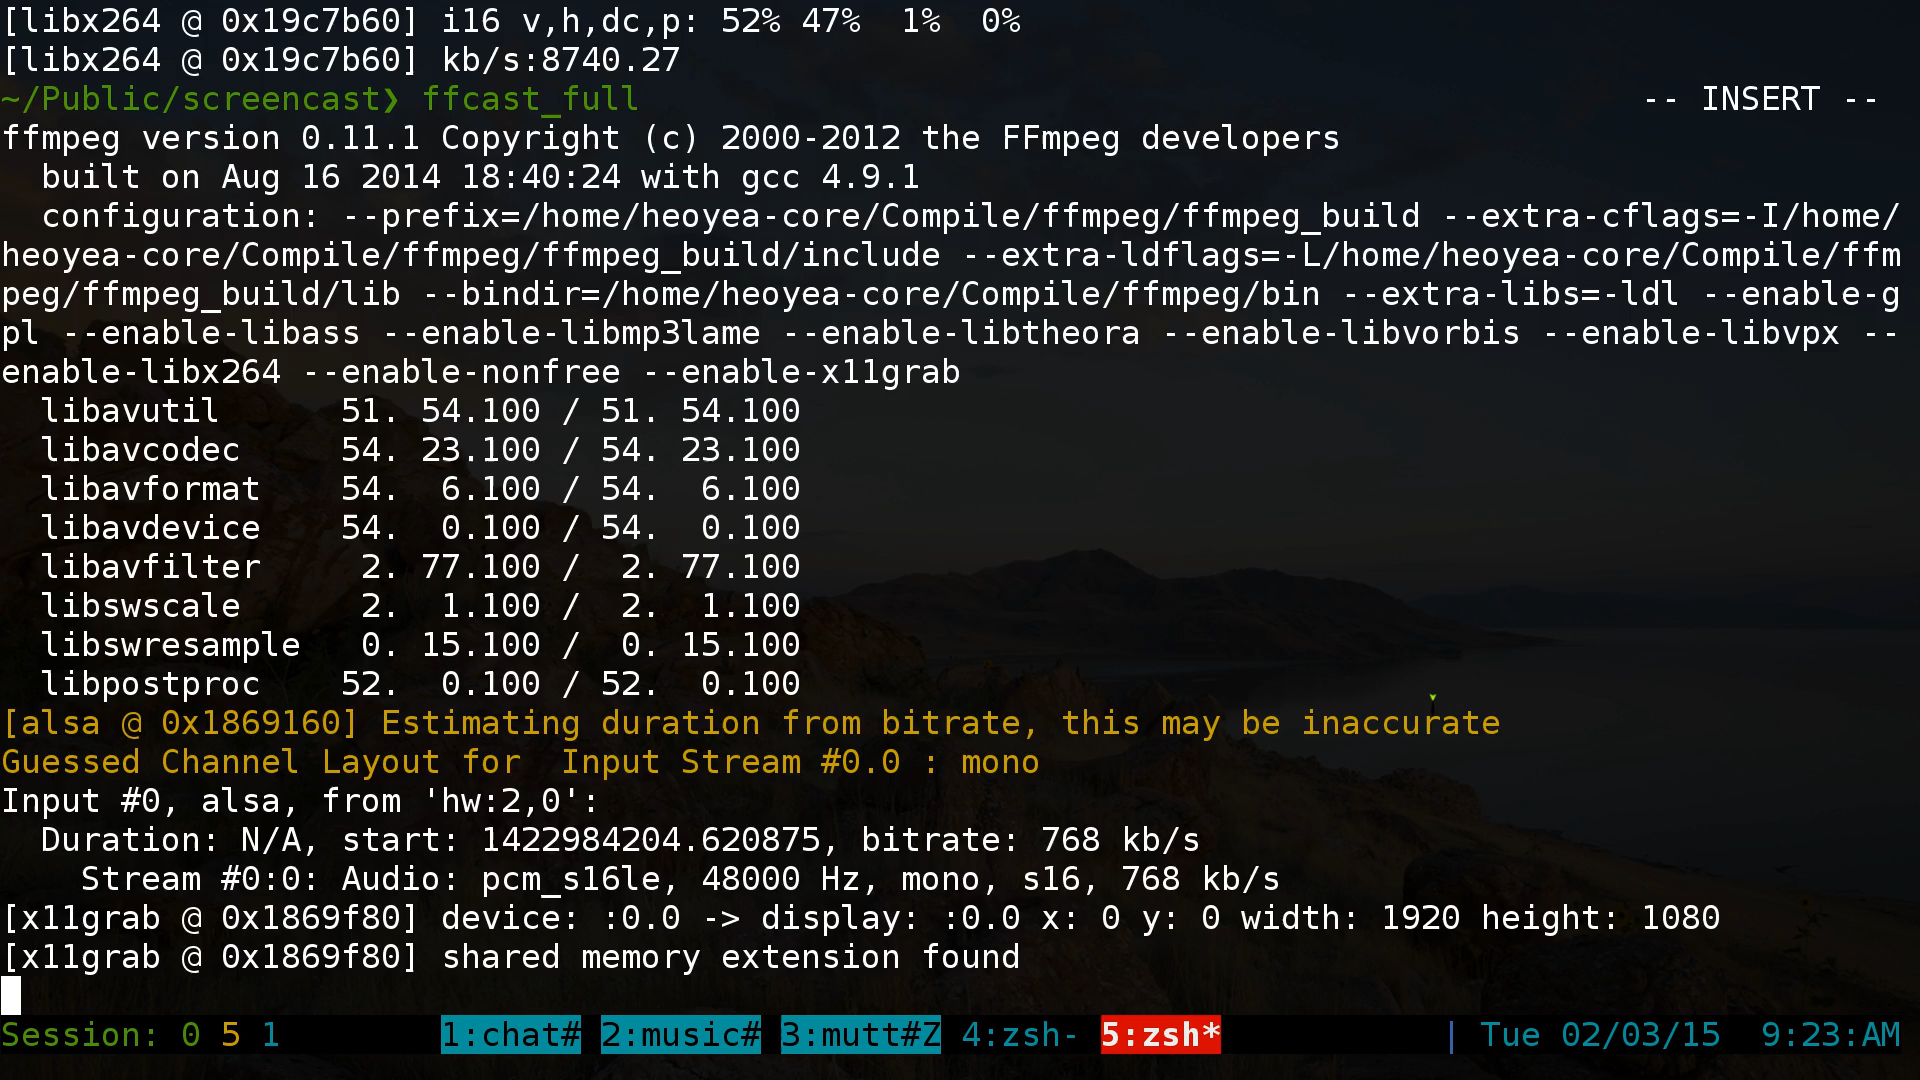 [libx264 @ 0x19c7b60] i16 v,h,dc,p: 52% 47%  1%  0%
[libx264 @ 0x19c7b60] kb/s:8740.27
~/Public/screencast❯ ffcast_full -- INSERT --
ffmpeg version 0.11.1 Copyright (c) 2000-2012 the FFmpeg developers
  built on Aug 16 2014 18:40:24 with gcc 4.9.1
  configuration: --prefix=/home/heoyea-core/Compile/ffmpeg/ffmpeg_build --extra-cflags=-I/home/
heoyea-core/Compile/ffmpeg/ffmpeg_build/include --extra-ldflags=-L/home/heoyea-core/Compile/ffm
peg/ffmpeg_build/lib --bindir=/home/heoyea-core/Compile/ffmpeg/bin --extra-libs=-ldl --enable-g
pl --enable-libass --enable-libmp3lame --enable-libtheora --enable-libvorbis --enable-libvpx --
enable-libx264 --enable-nonfree --enable-x11grab
  libavutil      51. 54.100 / 51. 54.100
  libavcodec     54. 23.100 / 54. 23.100
  libavformat    54.  6.100 / 54.  6.100
  libavdevice    54.  0.100 / 54.  0.100
  libavfilter     2. 77.100 /  2. 77.100
  libswscale      2.  1.100 /  2.  1.100
  libswresample   0. 15.100 /  0. 15.100
  libpostproc    52.  0.100 / 52.  0.100
[alsa @ 0x1869160] Estimating duration from bitrate, this may be inaccurate
Guessed Channel Layout for  Input Stream #0.0 : mono
Input #0, alsa, from 'hw:2,0':
  Duration: N/A, start: 1422984204.620875, bitrate: 768 kb/s
    Stream #0:0: Audio: pcm_s16le, 48000 Hz, mono, s16, 768 kb/s
[x11grab @ 0x1869f80] device: :0.0 -> display: :0.0 x: 0 y: 0 width: 1920 height: 1080
[x11grab @ 0x1869f80] shared memory extension found
Session: 0 5 1 1:chat# 2:music# 3:mutt#Z 4:zsh- 5:zsh* | Tue 02/03/15  9:23:AM